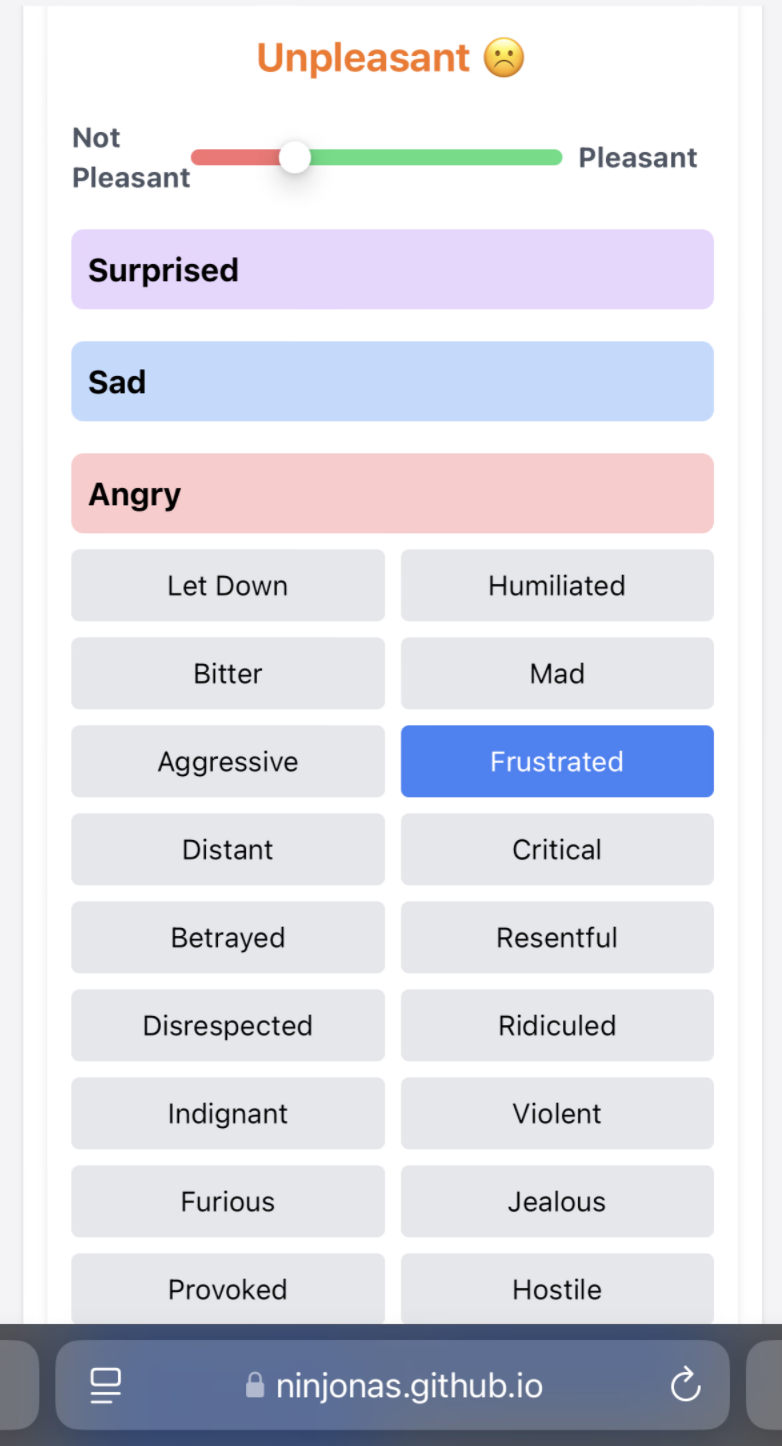 Unpleasant ☹️
Not
Pleasant
Pleasant
Surprised
Sad
Angry
Let Down
Humiliated
Bitter
Mad
Aggressive
Frustrated
Distant
Critical
Betrayed
Resentful
Disrespected
Ridiculed
Indignant
Violent
Furious
Jealous
Provoked
Hostile
ninjonas.github.io